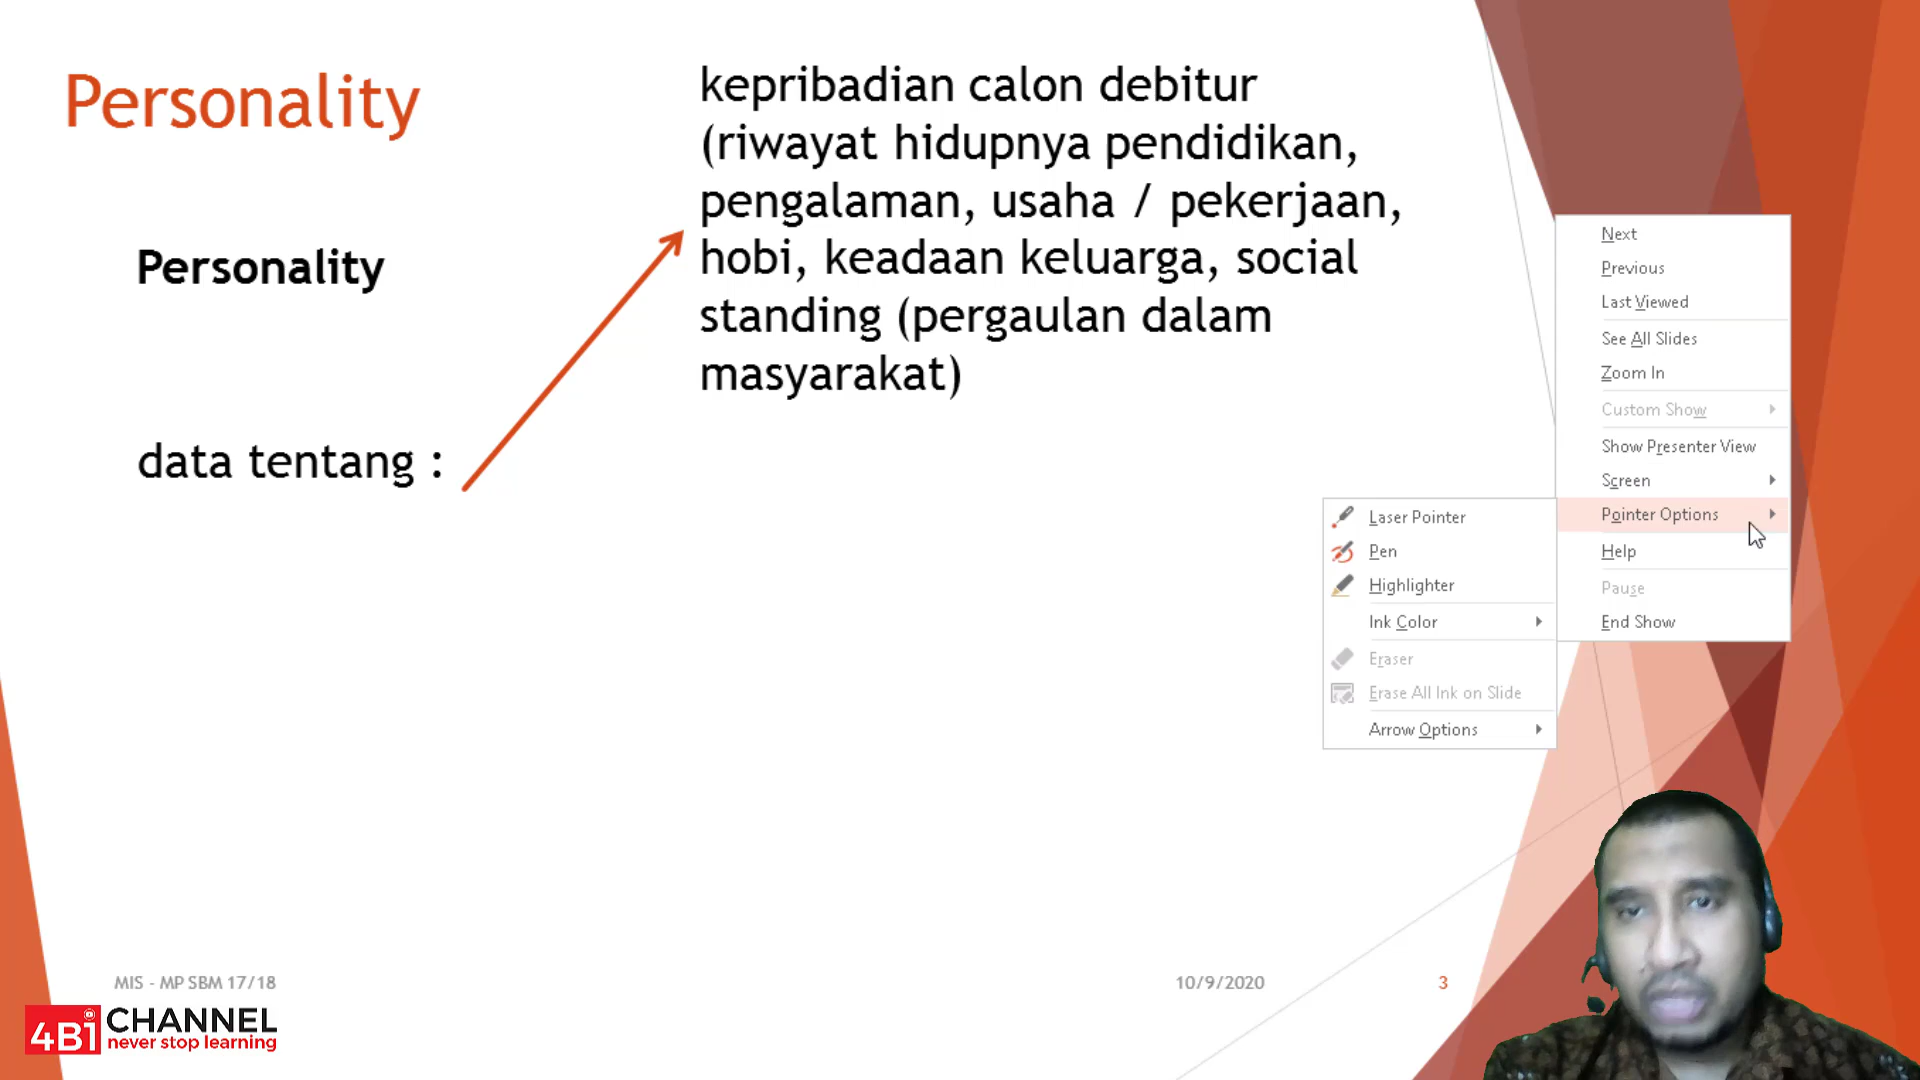 Personality
kepribadian calon debitur
(riwayat hidupnya pendidikan,
pengalaman, usaha / pekerjaan,
hobi, keadaan keluarga, social
standing (pergaulan dalam
masyarakat)
Personality
data tentang :
Next
Previous
Last Viewed
See All Slides
Zoom In
Custom Show
Show Presenter View
Screen
Pointer Options
Help
Pause
End Show
Laser Pointer
Pen
Highlighter
Ink Color
Eraser
Erase All Ink on Slide
Arrow Options
MIS - MP SBM 17/18
10/9/2020
3
4Bi CHANNEL
never stop learning